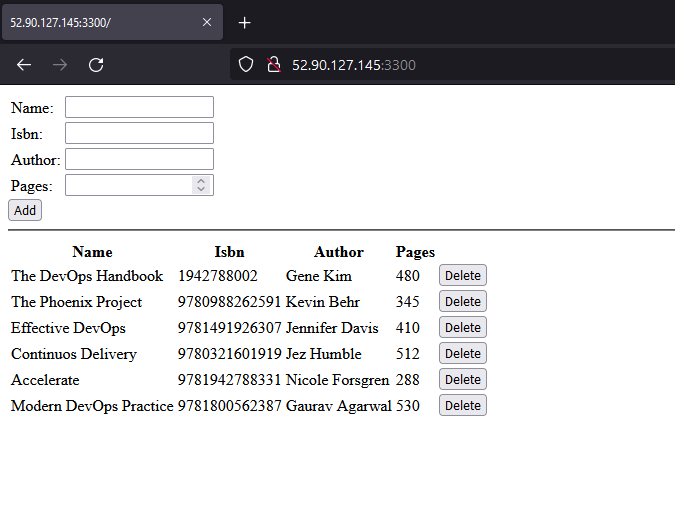 52.90.127.145:3300/
52.90.127.145:3300
Name:
Isbn:
Author:
Pages:
Add
Name Isbn Author Pages
The DevOps Handbook 1942788002 Gene Kim 480 Delete
The Phoenix Project 9780988262591 Kevin Behr 345 Delete
Effective DevOps 9781491926307 Jennifer Davis 410 Delete
Continuos Delivery 9780321601919 Jez Humble 512 Delete
Accelerate 9781942788331 Nicole Forsgren 288 Delete
Modern DevOps Practice 9781800562387 Gaurav Agarwal 530 Delete